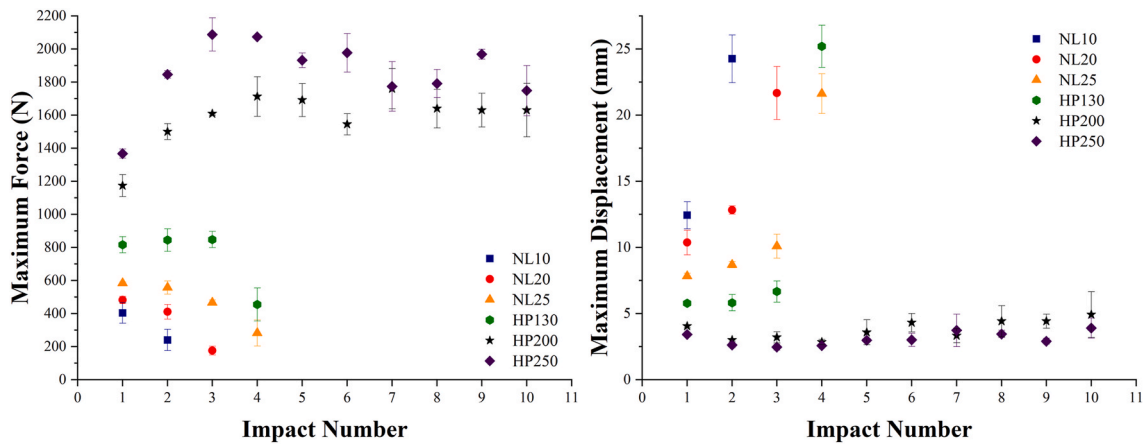 Maximum Force (N)
2200
2000
1800
1600
1400
1200
1000
800
600
400
200
0
NL10
NL20
NL25
HP130
HP200
HP250
0 1 2 3 4 5 6 7 8 9 10 11
Impact Number
Maximum Displacement (mm)
25
20
15
10
5
0
NL10
NL20
NL25
HP130
HP200
HP250
0 1 2 3 4 5 6 7 8 9 10 11
Impact Number